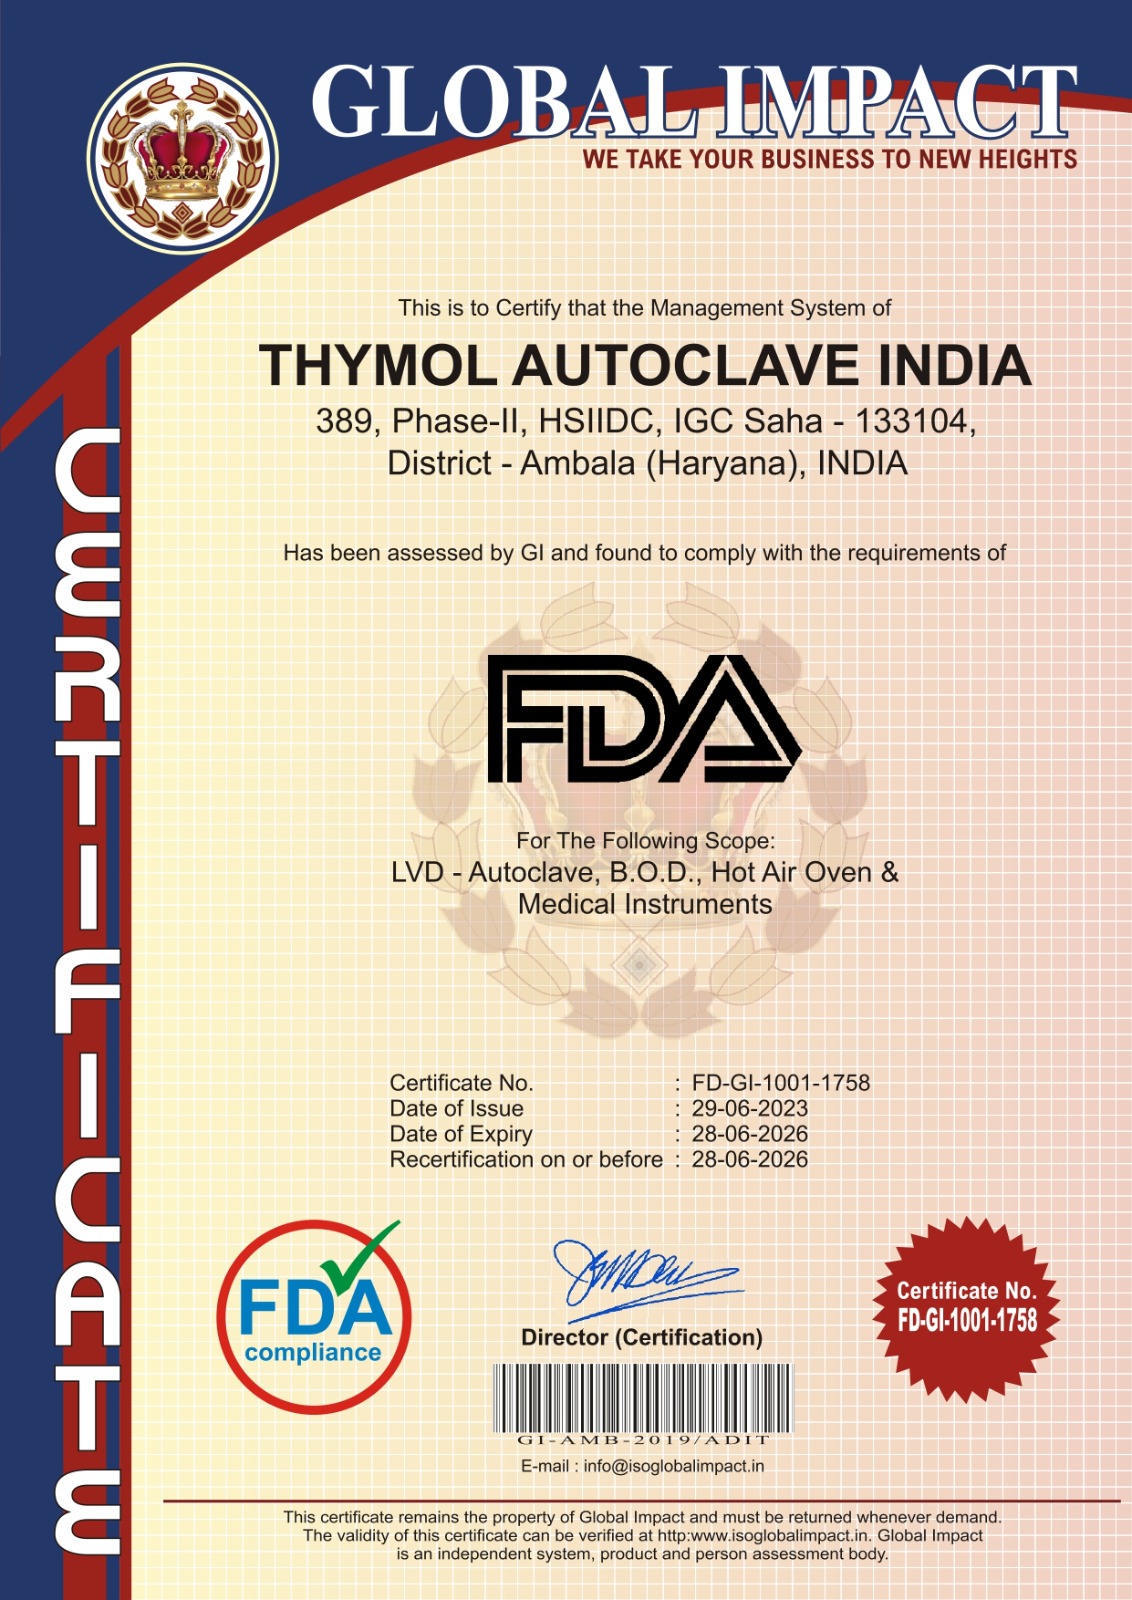 GLOBAL IMPACT
WE TAKE YOUR BUSINESS TO NEW HEIGHTS
CERTIFICATE
This is to Certify that the Management System of
THYMOL AUTOCLAVE INDIA
389, Phase-II, HSIIDC, IGC Saha - 133104,
District - Ambala (Haryana), INDIA
Has been assessed by GI and found to comply with the requirements of
FDA
For The Following Scope:
LVD - Autoclave, B.O.D., Hot Air Oven &
Medical Instruments
Certificate No. : FD-GI-1001-1758
Date of Issue : 29-06-2023
Date of Expiry : 28-06-2026
Recertification on or before : 28-06-2026
FDA
compliance
Director (Certification)
Certificate No.
FD-GI-1001-1758
GI-AMB-2019/ADIT
E-mail : info@isoglobalimpact.in
This certificate remains the property of Global Impact and must be returned whenever demand.
The validity of this certificate can be verified at http:www.isoglobalimpact.in. Global Impact
is an independent system, product and person assessment body.